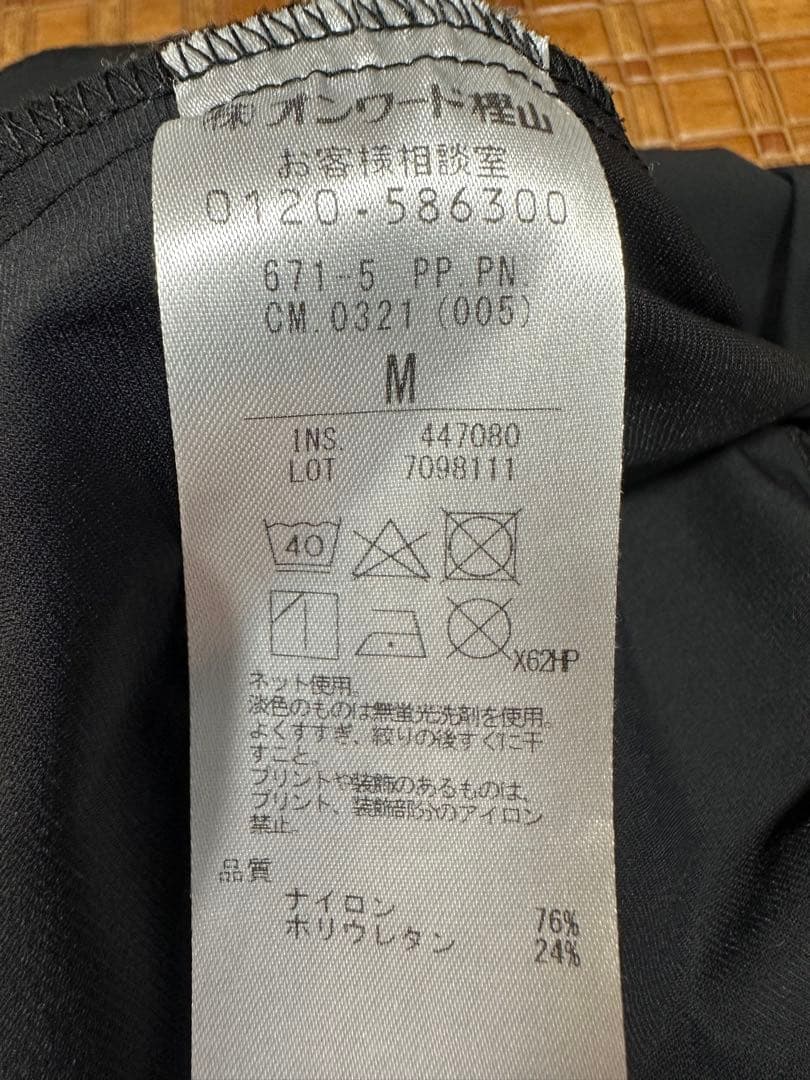 (株)オンワード樫山
お客様相談室
0120-586300
671-5 PP.PN.
CM.0321(005)
M
INS. 447080
LOT 7098111
40
X62HP
ネット使用。
淡色のものは無蛍光洗剤を使用。
よくすすぎ、絞りの後すぐに干
すこと。
プリントや装飾のあるものは、
プリント、装飾部分のアイロン
禁止。
品質
ナイロン 76%
ポリウレタン 24%